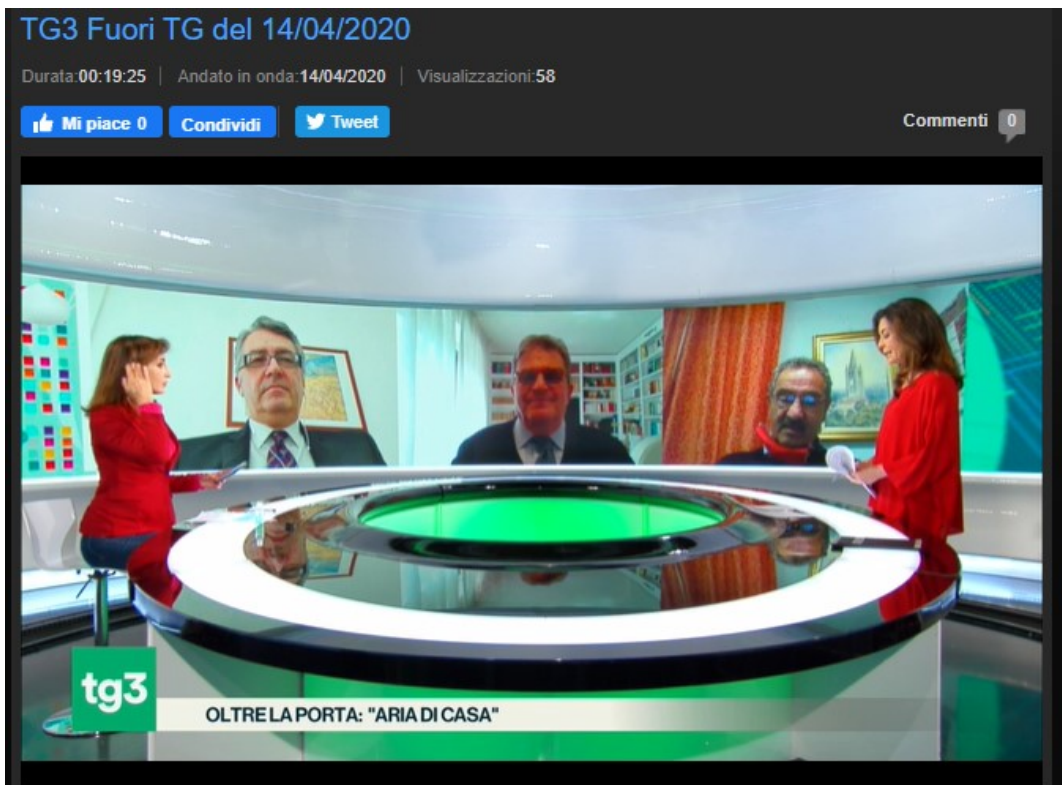 TG3 Fuori TG del 14/04/2020
Durata:00:19:25 | Andato in onda:14/04/2020 | Visualizzazioni:58
Mi piace 0 Condividi Tweet Commenti 0
tg3
OLTRE LA PORTA: "ARIA DI CASA"